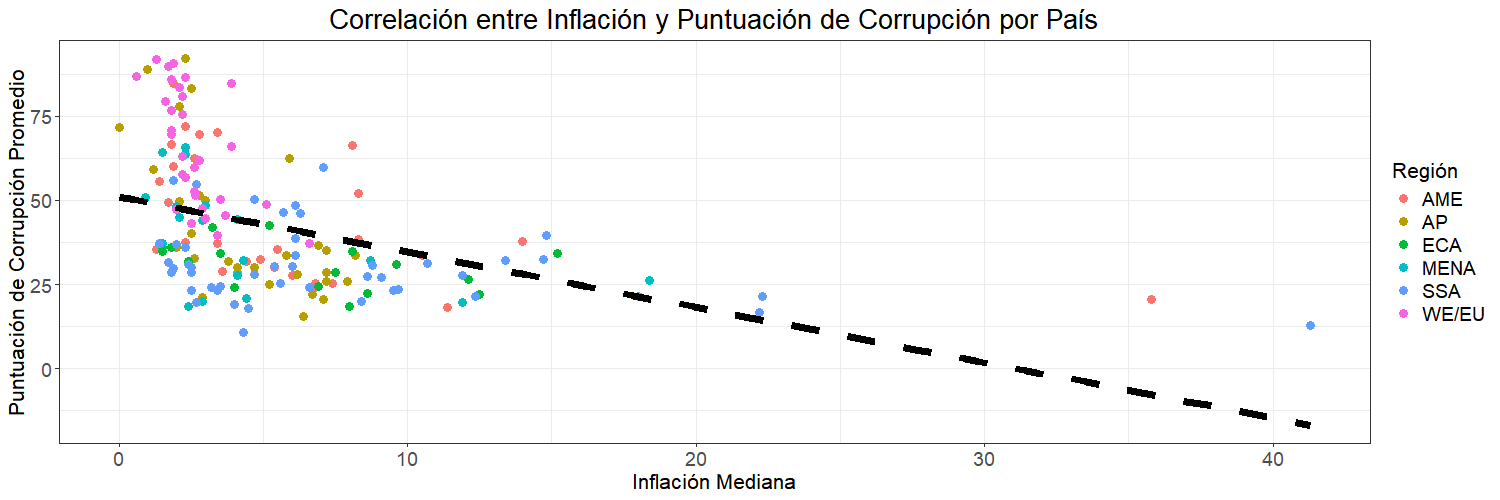 Correlación entre Inflación y Puntuación de Corrupción por País
Puntuación de Corrupción Promedio
75
50
25
0
0
10
20
30
40
Inflación Mediana
Región
AME
AP
ECA
MENA
SSA
WE/EU